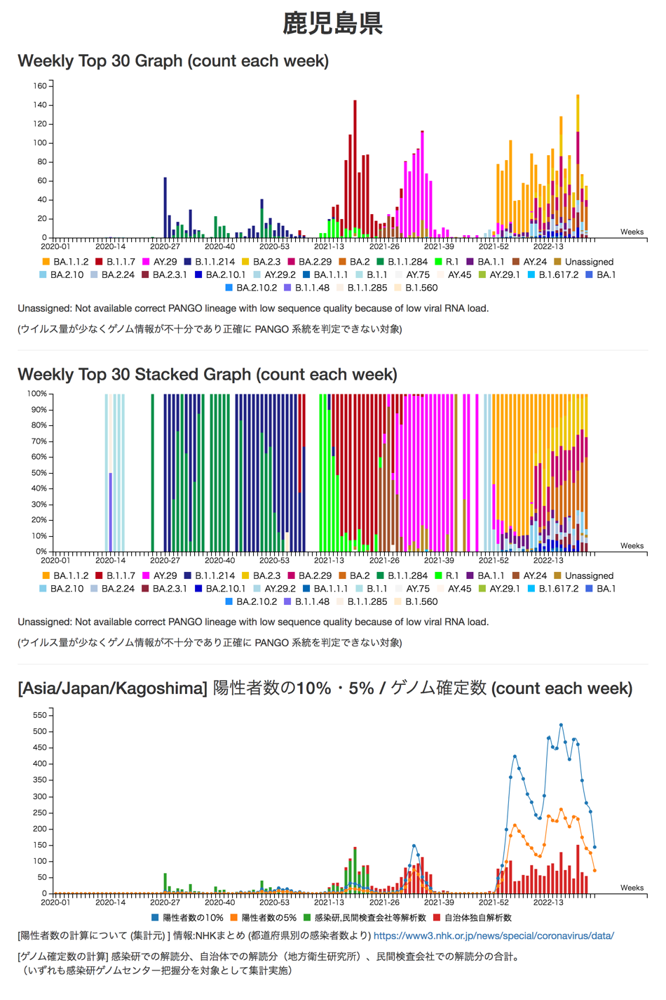 鹿児島県
Weekly Top 30 Graph (count each week)
160
140
120
100
80
60
40
20
0
Weeks
2020-01 2020-14 2020-27 2020-40 2020-53 2021-13 2021-26 2021-39 2021-52 2022-13
BA.1.1.2 B.1.1.7 AY.29 B.1.1.214 BA.2.3 BA.2.29 BA.2 B.1.1.284 R.1 BA.1.1 AY.24 Unassigned
BA.2.10 BA.2.24 BA.2.3.1 BA.2.10.1 AY.29.2 BA.1.1.1 B.1.1 AY.75 AY.45 AY.29.1 B.1.617.2 BA.1
BA.2.10.2 B.1.1.48 B.1.1.285 B.1.560
Unassigned: Not available correct PANGO lineage with low sequence quality because of low viral RNA load.
(ウイルス量が少なくゲノム情報が不十分であり正確に PANGO 系統を判定できない対象)
Weekly Top 30 Stacked Graph (count each week)
100%
90%
80%
70%
60%
50%
40%
30%
20%
10%
0%
Weeks
2020-01 2020-14 2020-27 2020-40 2020-53 2021-13 2021-26 2021-39 2021-52 2022-13
BA.1.1.2 B.1.1.7 AY.29 B.1.1.214 BA.2.3 BA.2.29 BA.2 B.1.1.284 R.1 BA.1.1 AY.24 Unassigned
BA.2.10 BA.2.24 BA.2.3.1 BA.2.10.1 AY.29.2 BA.1.1.1 B.1.1 AY.75 AY.45 AY.29.1 B.1.617.2 BA.1
BA.2.10.2 B.1.1.48 B.1.1.285 B.1.560
Unassigned: Not available correct PANGO lineage with low sequence quality because of low viral RNA load.
(ウイルス量が少なくゲノム情報が不十分であり正確に PANGO 系統を判定できない対象)
[Asia/Japan/Kagoshima] 陽性者数の10%・5% / ゲノム確定数 (count each week)
550
500
450
400
350
300
250
200
150
100
50
0
Weeks
2020-01 2020-14 2020-27 2020-40 2020-53 2021-13 2021-26 2021-39 2021-52 2022-13
陽性者数の10% 陽性者数の5% 感染研,民間検査会社等解析数 自治体独自解析数
[陽性者数の計算について (集計元) ] 情報:NHKまとめ (都道府県別の感染者数より) https://www3.nhk.or.jp/news/special/coronavirus/data/
[ゲノム確定数の計算] 感染研での解読分、自治体での解読分（地方衛生研究所）、民間検査会社での解読分の合計。
（いずれも感染研ゲノムセンター把握分を対象として集計実施）